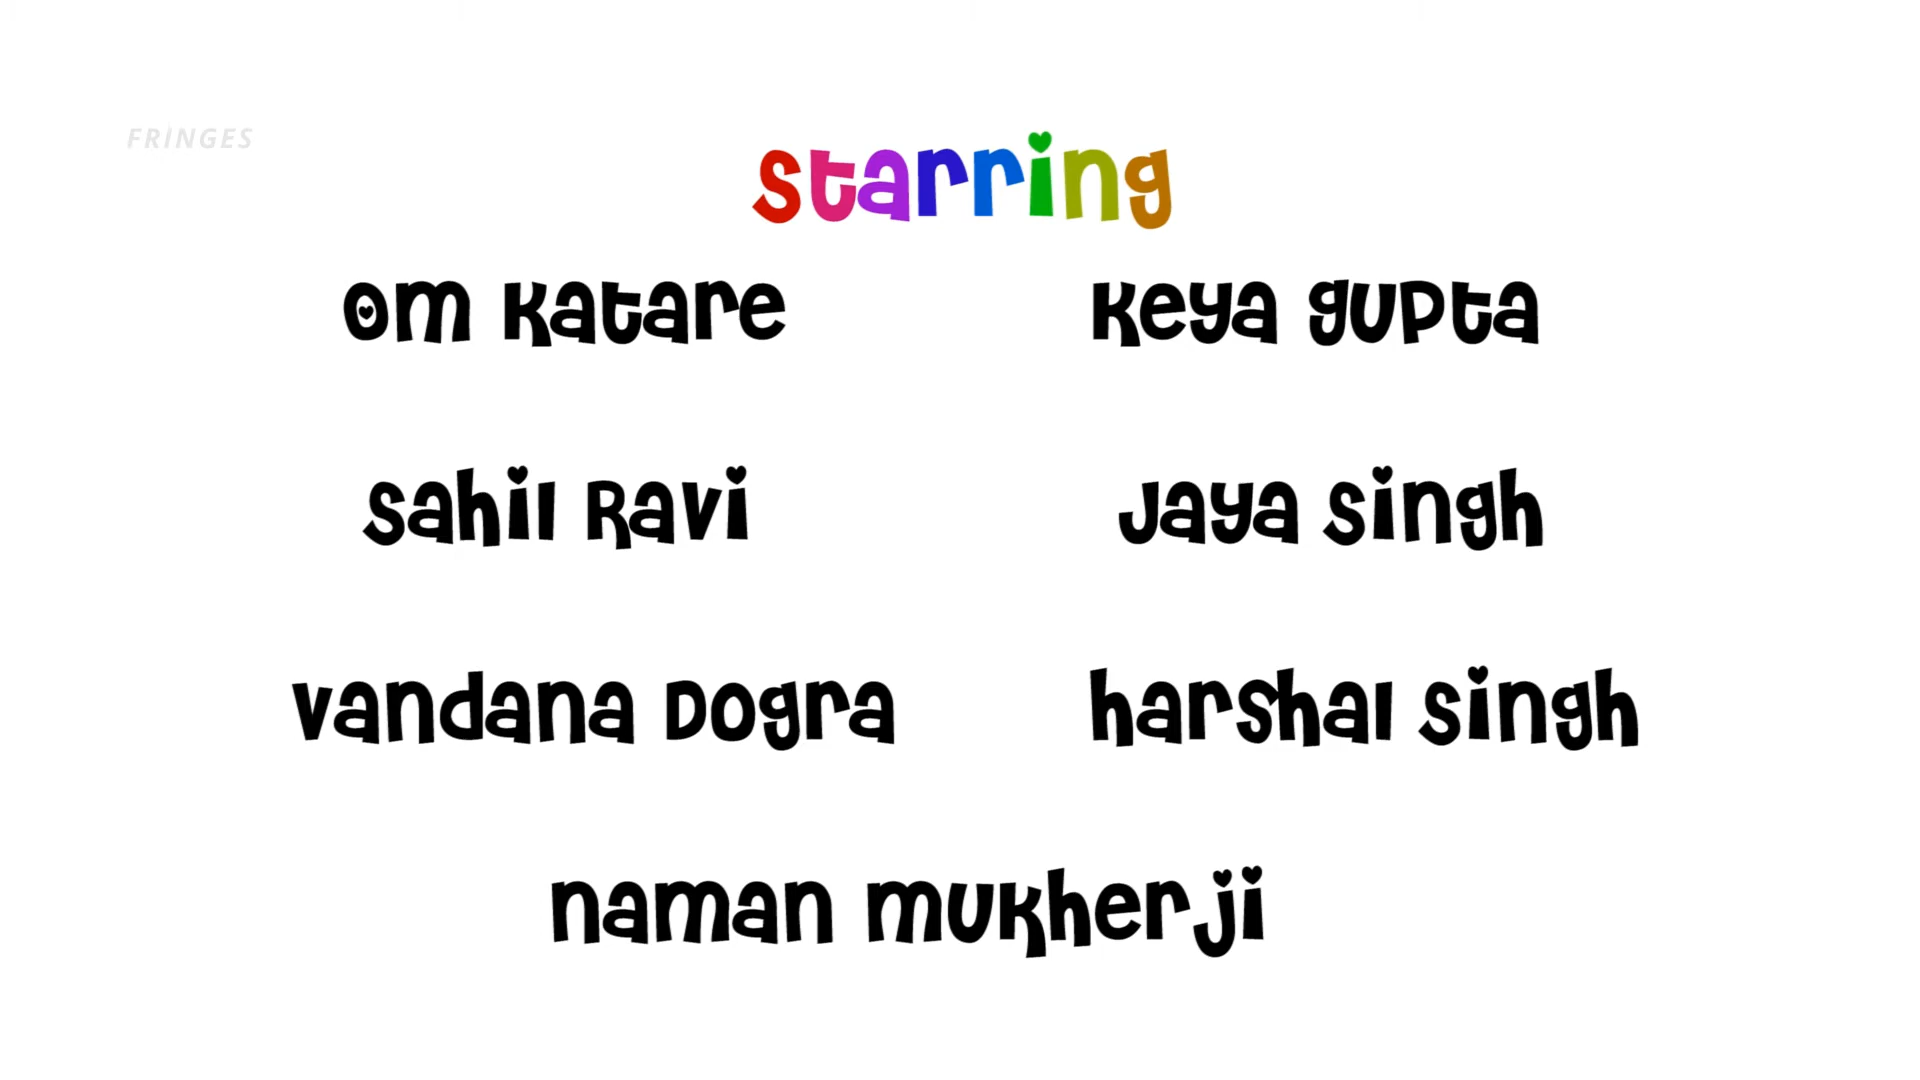 FRINGES
starring
Om Katare
Keya Gupta
Sahil Ravi
Jaya Singh
Vandana Dogra
Harshal Singh
Naman Mukherji